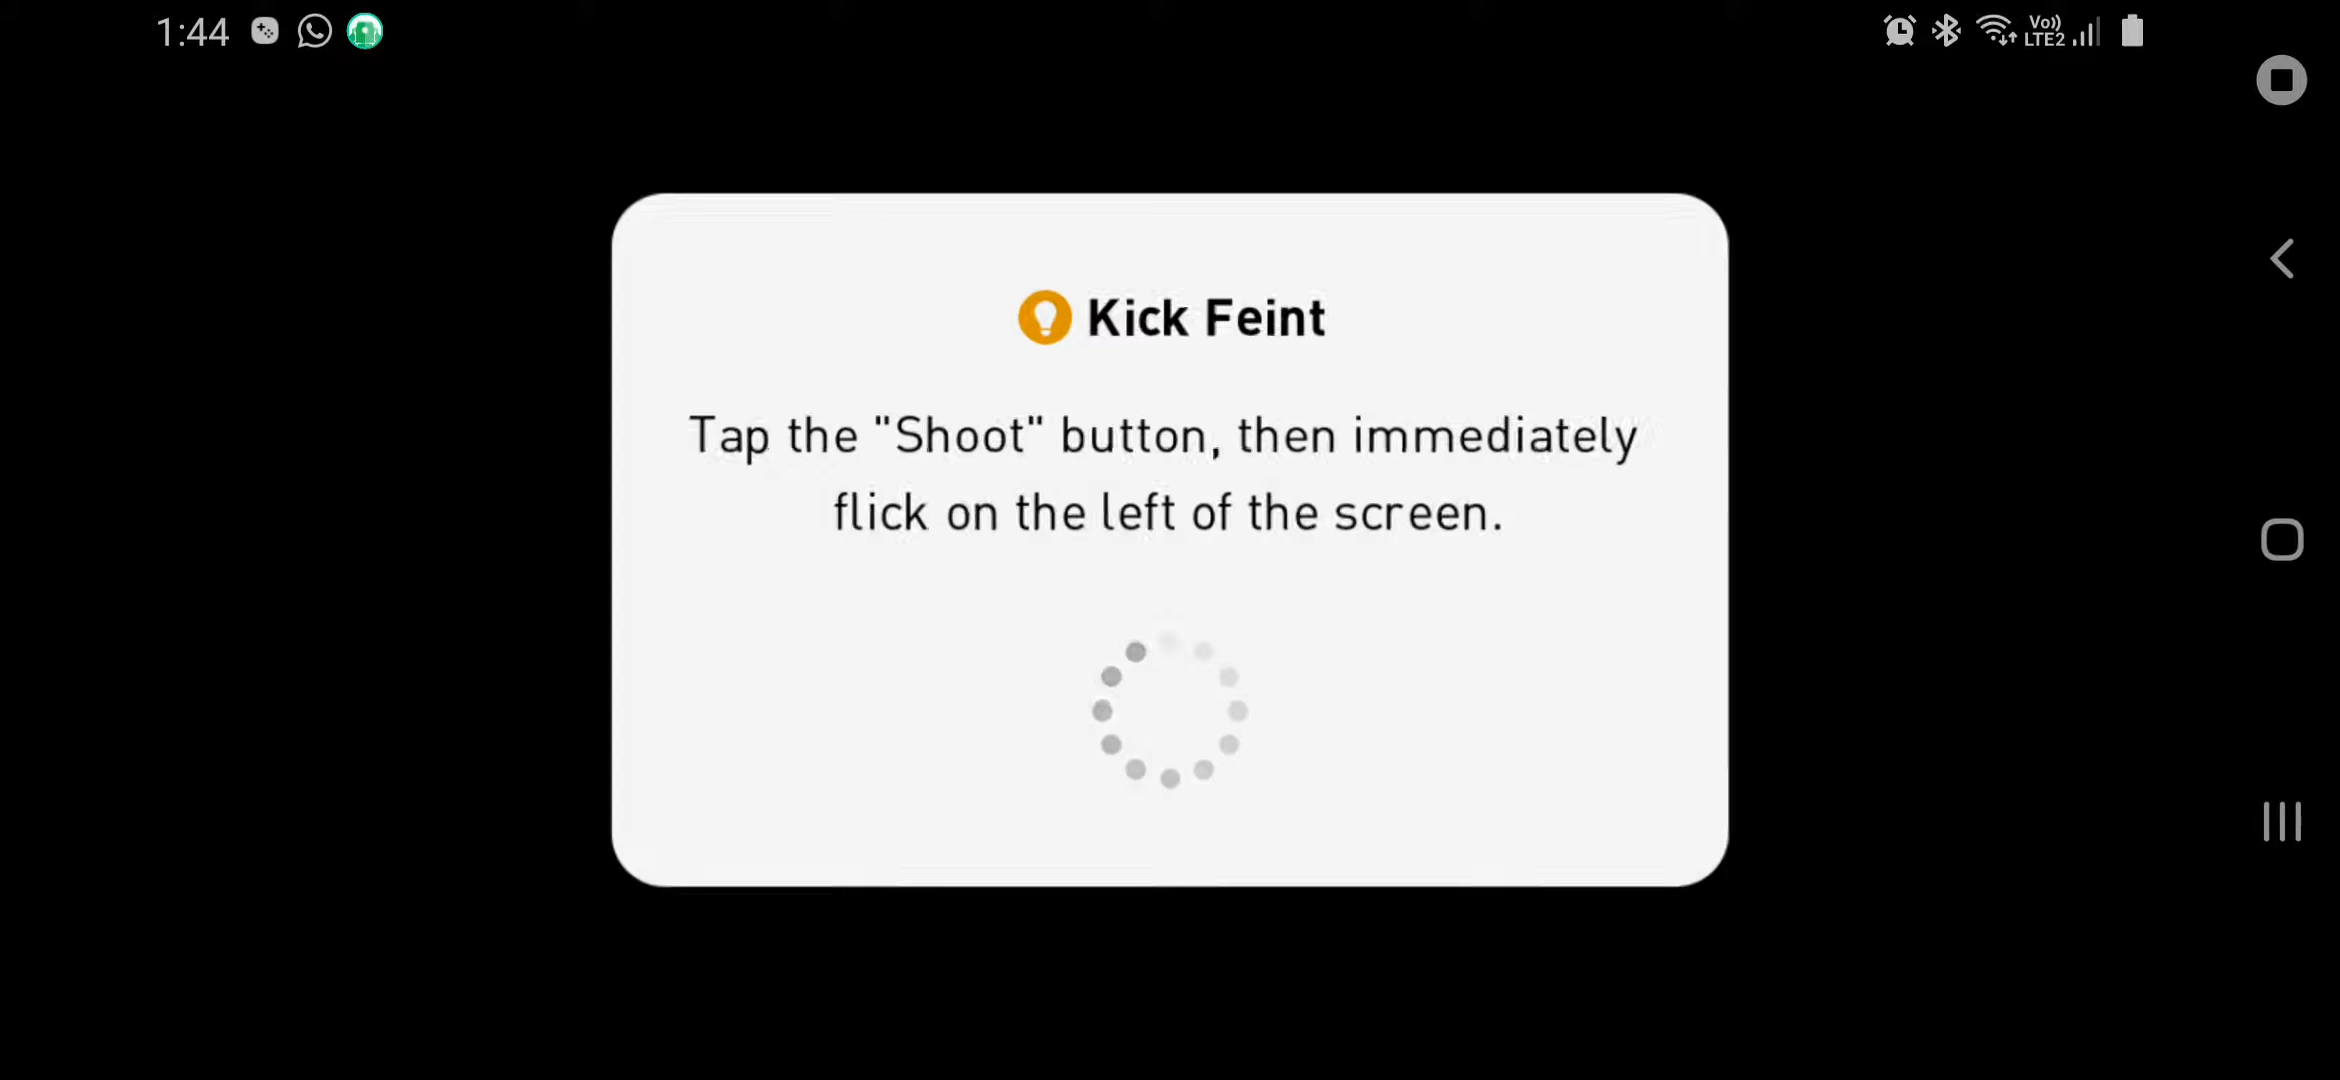 1:44
Vo)) LTE2
Kick Feint
Tap the "Shoot" button, then immediately
flick on the left of the screen.